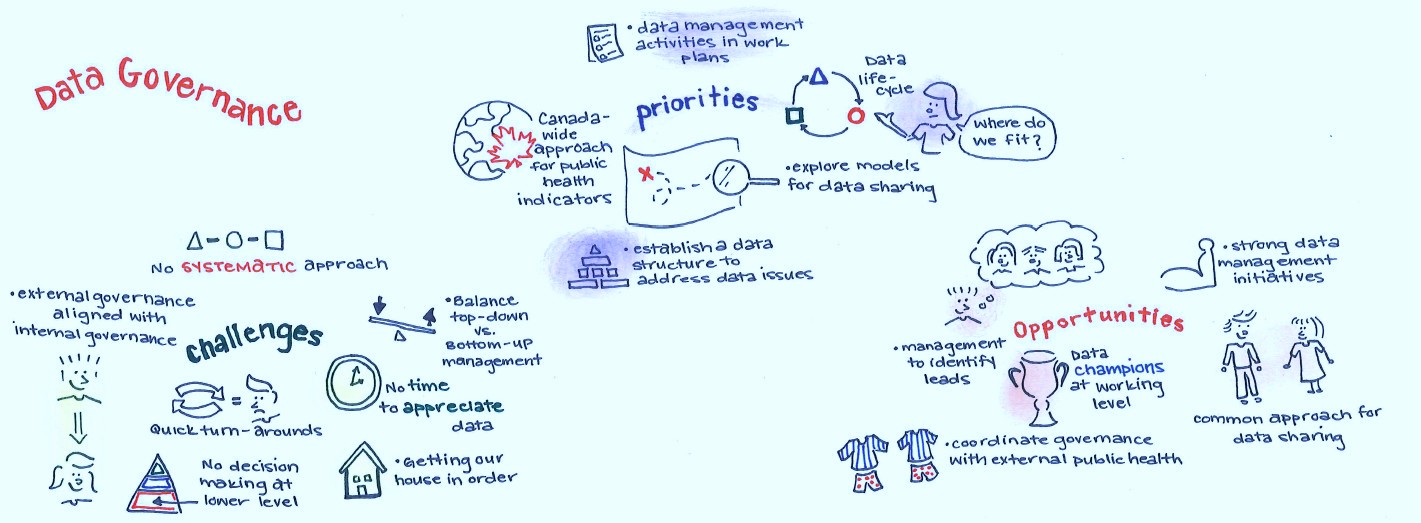 Data Governance
• data management
activities in work
plans
priorities
Data
life-
cycle
Where do
we fit?
Canada-
wide
approach
for public
health
indicators
• explore models
for data sharing
• establish a data
structure to
address data issues
No SYSTEMATIC approach
• external governance
aligned with
internal governance
challenges
• Balance
top-down
vs.
Bottom-up
management
No time
to appreciate
data
Quick turn-arounds
No decision
making at
lower level
• Getting our
house in order
Opportunities
• strong data
management
initiatives
• management
to identify
leads
Data
champions
at working
level
common approach for
data sharing
• coordinate governance
with external public health